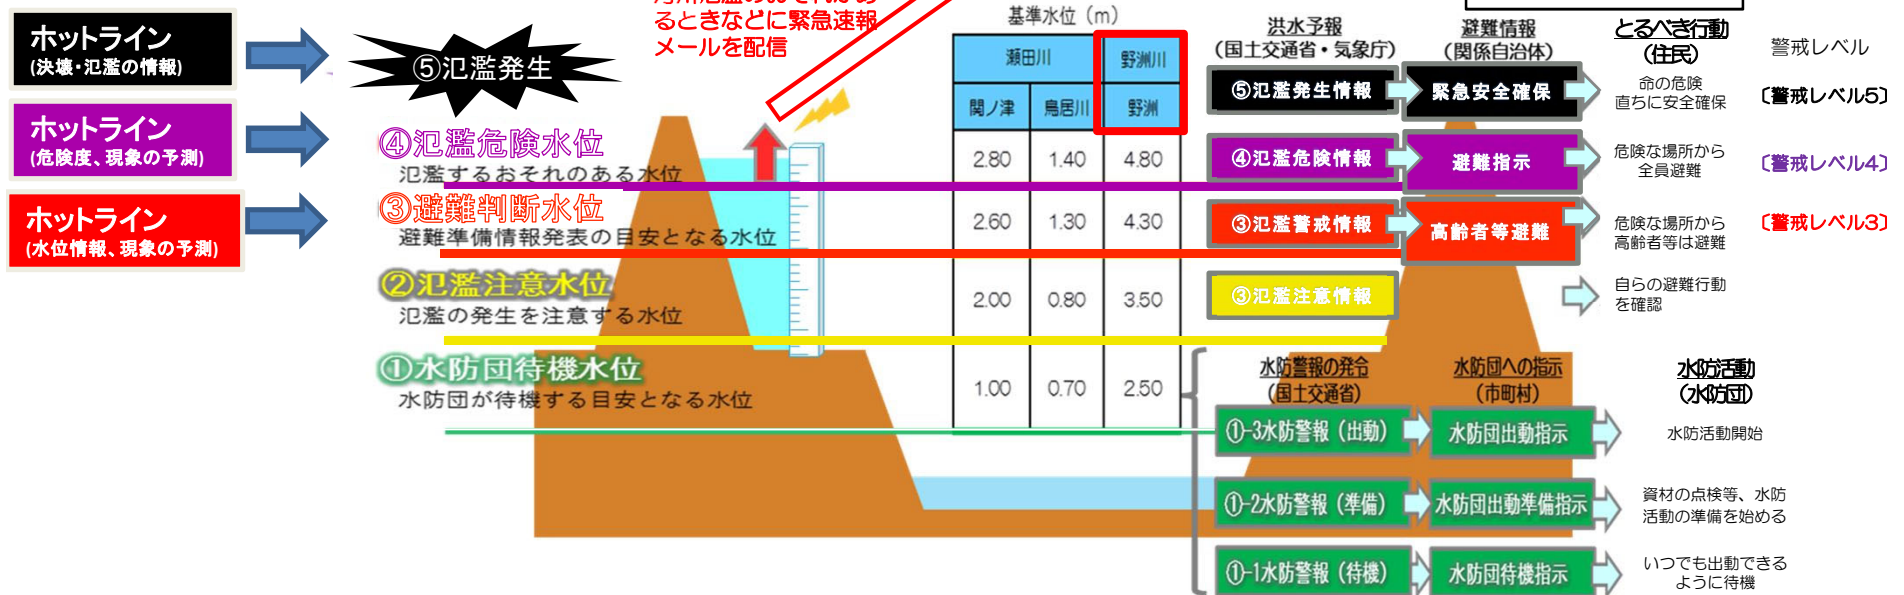 ホットライン
(決壊・氾濫の情報)
ホットライン
(危険度、現象の予測)
ホットライン
(水位情報、現象の予測)
るときなどに緊急速報
メールを配信
⑤氾濫発生
④氾濫危険水位
氾濫するおそれのある水位
③避難判断水位
避難準備情報発表の目安となる水位
②氾濫注意水位
氾濫の発生を注意する水位
①水防団待機水位
水防団が待機する目安となる水位
基準水位（m）
瀬田川 野洲川
関ノ津 鳥居川 野洲
2.80 1.40 4.80
2.60 1.30 4.30
2.00 0.80 3.50
1.00 0.70 2.50
洪水予報
（国土交通省・気象庁）
避難情報
（関係自治体）
とるべき行動
（住民）
警戒レベル
⑤氾濫発生情報
緊急安全確保
命の危険
直ちに安全確保
〔警戒レベル5〕
④氾濫危険情報
避難指示
危険な場所から
全員避難
〔警戒レベル4〕
③氾濫警戒情報
高齢者等避難
危険な場所から
高齢者等は避難
〔警戒レベル3〕
③氾濫注意情報
自らの避難行動
を確認
水防警報の発令
（国土交通省）
水防団への指示
（市町村）
水防活動
（水防団）
①-3水防警報（出動）
水防団出動指示
水防活動開始
①-2水防警報（準備）
水防団出動準備指示
資材の点検等、水防
活動の準備を始める
①-1水防警報（待機）
水防団待機指示
いつでも出動できる
ように待機